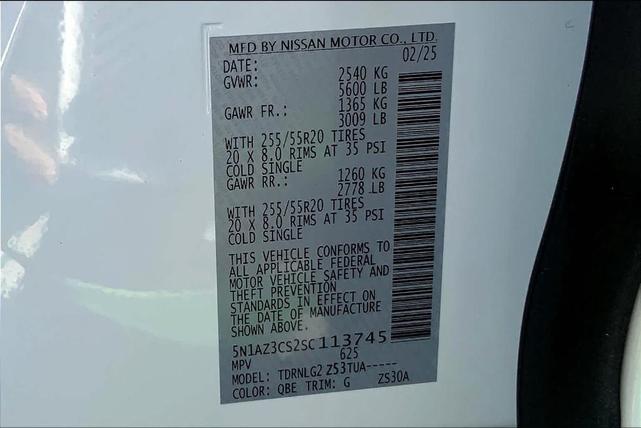 MFD BY NISSAN MOTOR CO., LTD.
DATE: 02/25
GVWR: 2540 KG
5600 LB
GAWR FR.: 1365 KG
3009 LB
WITH 255/55R20 TIRES
20 X 8.0 RIMS AT 35 PSI
COLD SINGLE
GAWR RR.: 1260 KG
2778 LB
WITH 255/55R20 TIRES
20 X 8.0 RIMS AT 35 PSI
COLD SINGLE
THIS VEHICLE CONFORMS TO
ALL APPLICABLE FEDERAL
MOTOR VEHICLE SAFETY AND
THEFT PREVENTION
STANDARDS IN EFFECT ON
THE DATE OF MANUFACTURE
SHOWN ABOVE.
5N1AZ3CS2SC113745
MPV 625
MODEL: TDRNLG2 Z53TUA-----
COLOR: QBE TRIM: G ZS30A